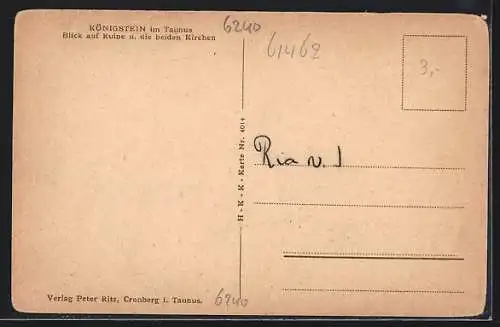 KÖNIGSTEIN im Taunus
Blick auf Ruine u. die beiden Kirchen
6240
61462
3,-
H-K-K-Karte Nr. 4014
Ria v. J
Verlag Peter Ritz, Cronberg i. Taunus.
6240